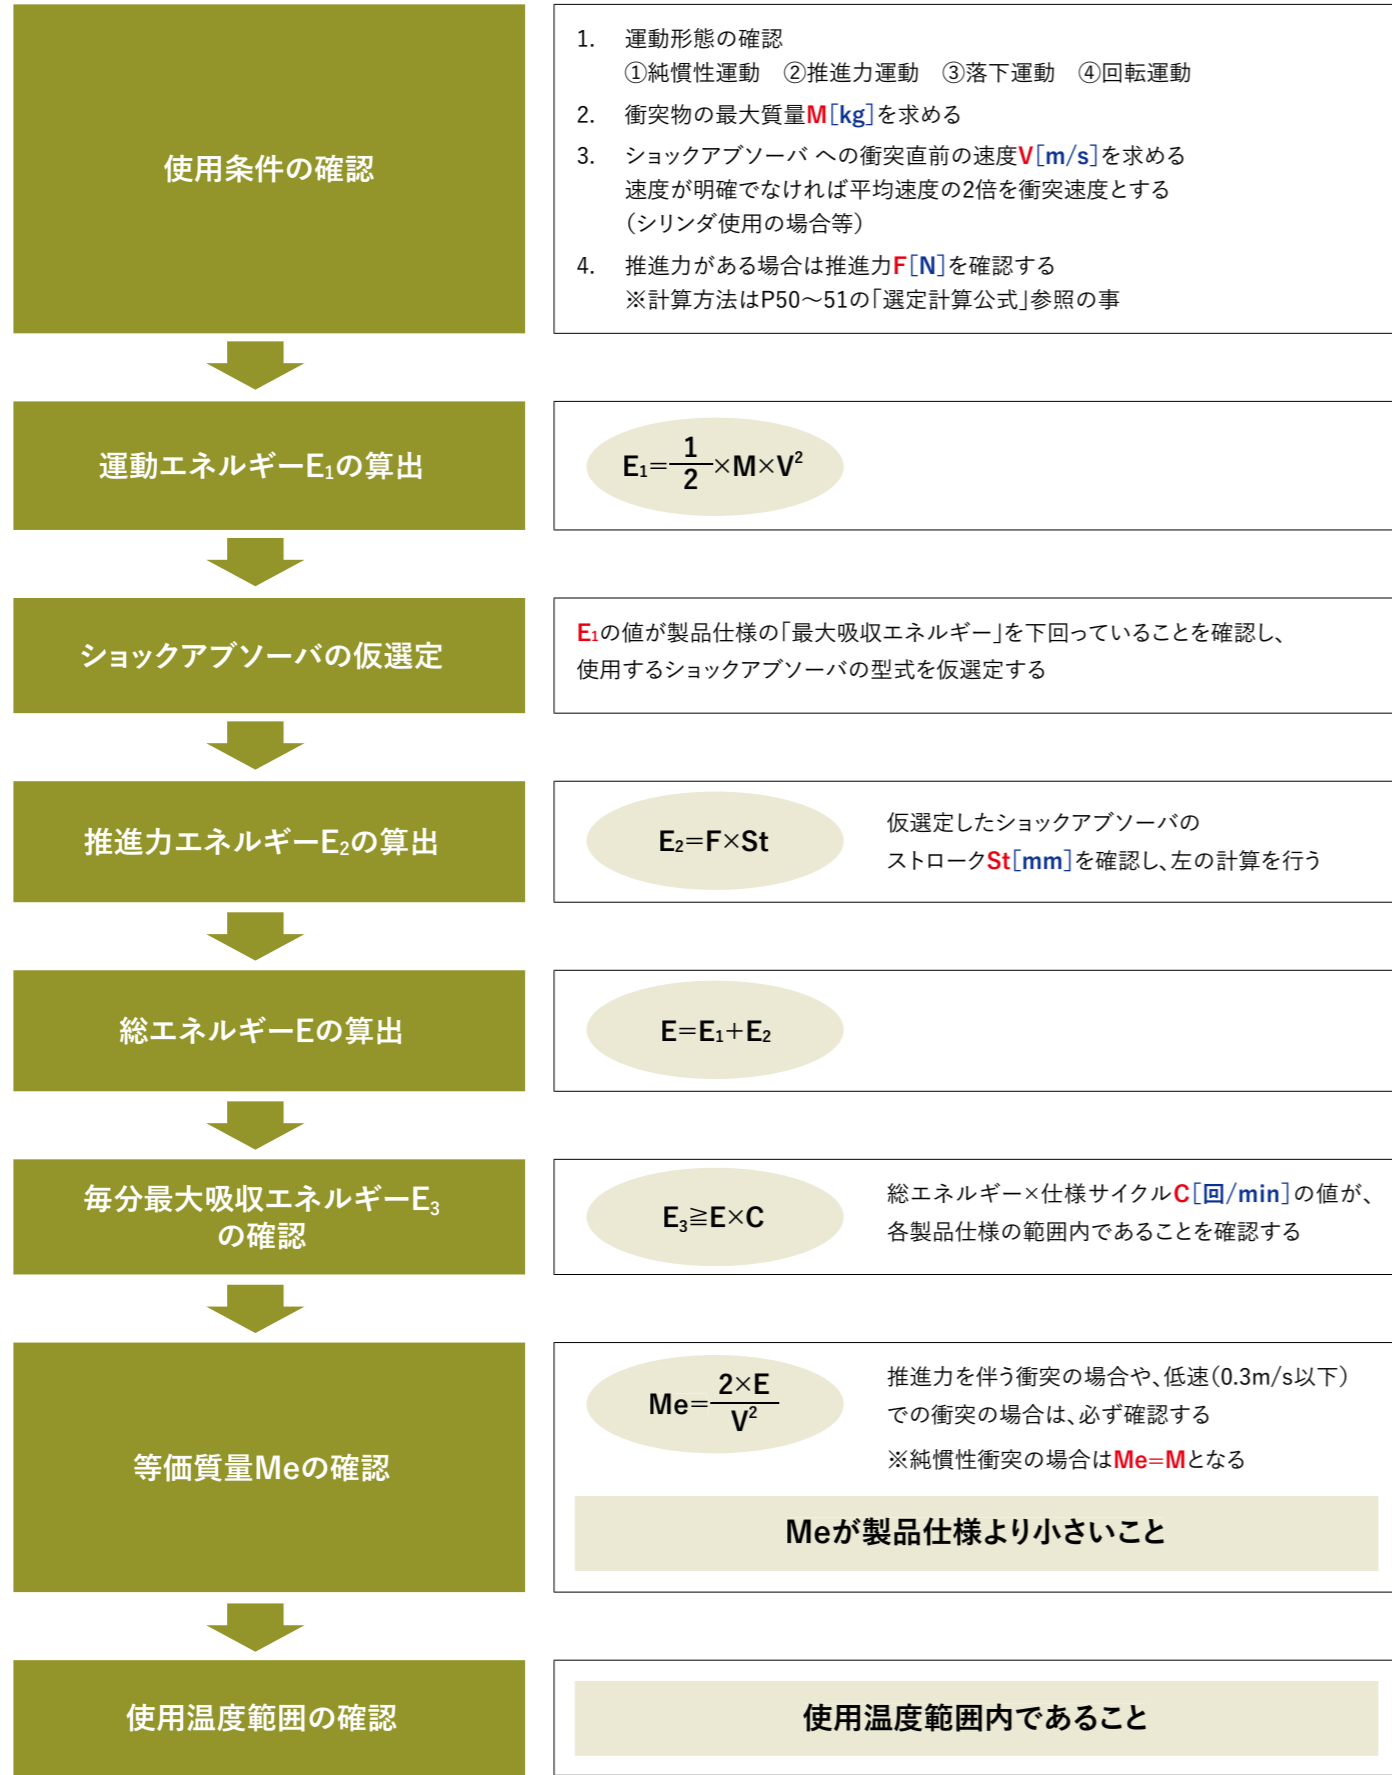 使用条件の確認
1. 運動形態の確認
①純慣性運動 ②推進力運動 ③落下運動 ④回転運動
2. 衝突物の最大質量M[kg]を求める
3. ショックアブソーバ への衝突直前の速度V[m/s]を求める
速度が明確でなければ平均速度の2倍を衝突速度とする
（シリンダ使用の場合等）
4. 推進力がある場合は推進力F[N]を確認する
※計算方法はP50～51の「選定計算公式」参照の事
運動エネルギーE₁の算出
E₁=1/2×M×V²
ショックアブソーバの仮選定
E₁の値が製品仕様の「最大吸収エネルギー」を下回っていることを確認し、
使用するショックアブソーバの型式を仮選定する
推進力エネルギーE₂の算出
E₂=F×St
仮選定したショックアブソーバの
ストロークSt[mm]を確認し、左の計算を行う
総エネルギーEの算出
E=E₁+E₂
毎分最大吸収エネルギーE₃
の確認
E₃≧E×C
総エネルギー×仕様サイクルC[回/min]の値が、
各製品仕様の範囲内であることを確認する
等価質量Meの確認
Me=2×E/V²
推進力を伴う衝突の場合や、低速（0.3m/s以下）
での衝突の場合は、必ず確認する
※純慣性衝突の場合はMe=Mとなる
Meが製品仕様より小さいこと
使用温度範囲の確認
使用温度範囲内であること